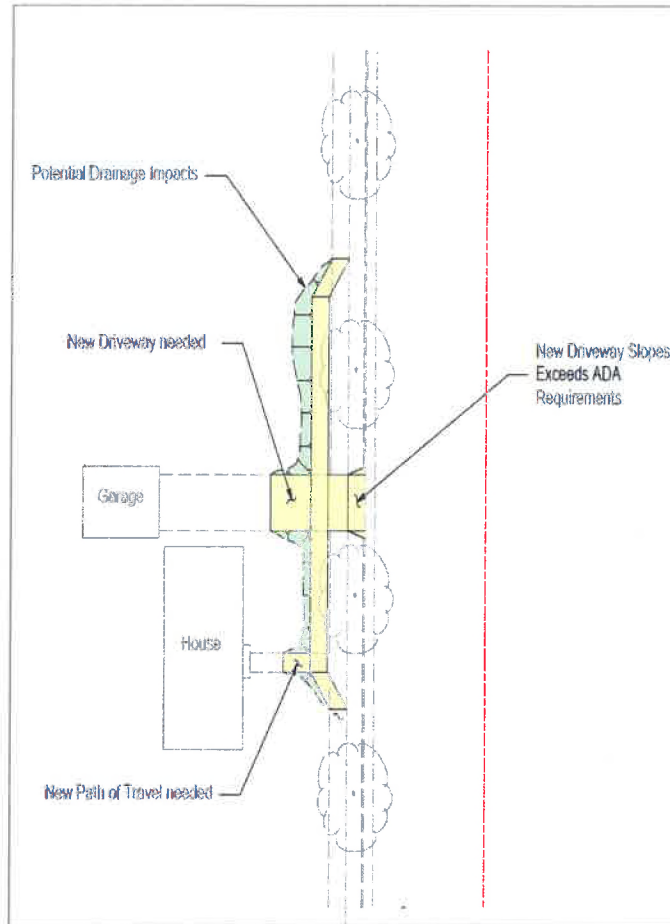 Potential Drainage Impacts
New Driveway needed
New Driveway Slopes
Exceeds ADA
Requirements
Garage
House
New Path of Travel needed